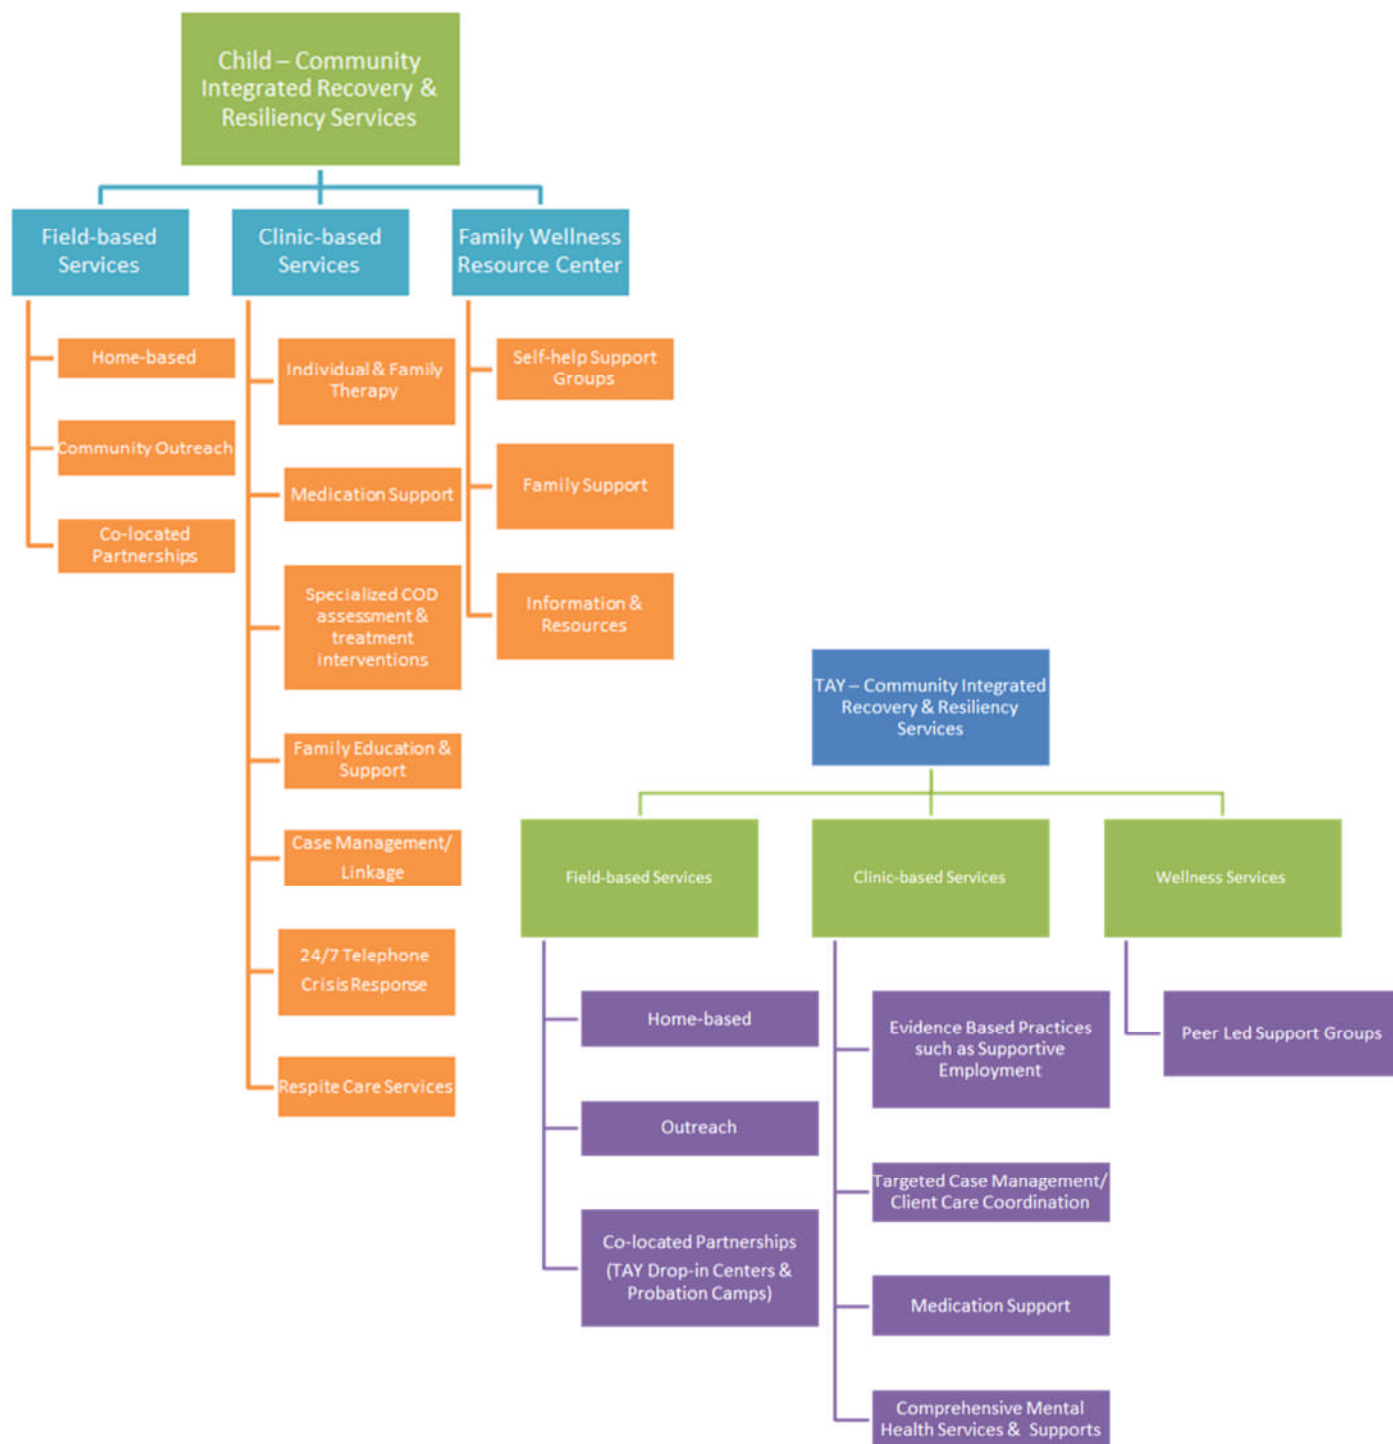 Child – Community
Integrated Recovery &
Resiliency Services
Field-based
Services
Clinic-based
Services
Family Wellness
Resource Center
Home-based
Community Outreach
Co-located
Partnerships
Individual & Family
Therapy
Medication Support
Specialized COD
assessment &
treatment
interventions
Family Education &
Support
Case Management/
Linkage
24/7 Telephone
Crisis Response
Respite Care Services
Self-help Support
Groups
Family Support
Information &
Resources
TAY – Community Integrated
Recovery & Resiliency
Services
Field-based Services
Clinic-based Services
Wellness Services
Home-based
Outreach
Co-located Partnerships
(TAY Drop-in Centers &
Probation Camps)
Evidence Based Practices
such as Supportive
Employment
Targeted Case Management/
Client Care Coordination
Medication Support
Comprehensive Mental
Health Services & Supports
Peer Led Support Groups